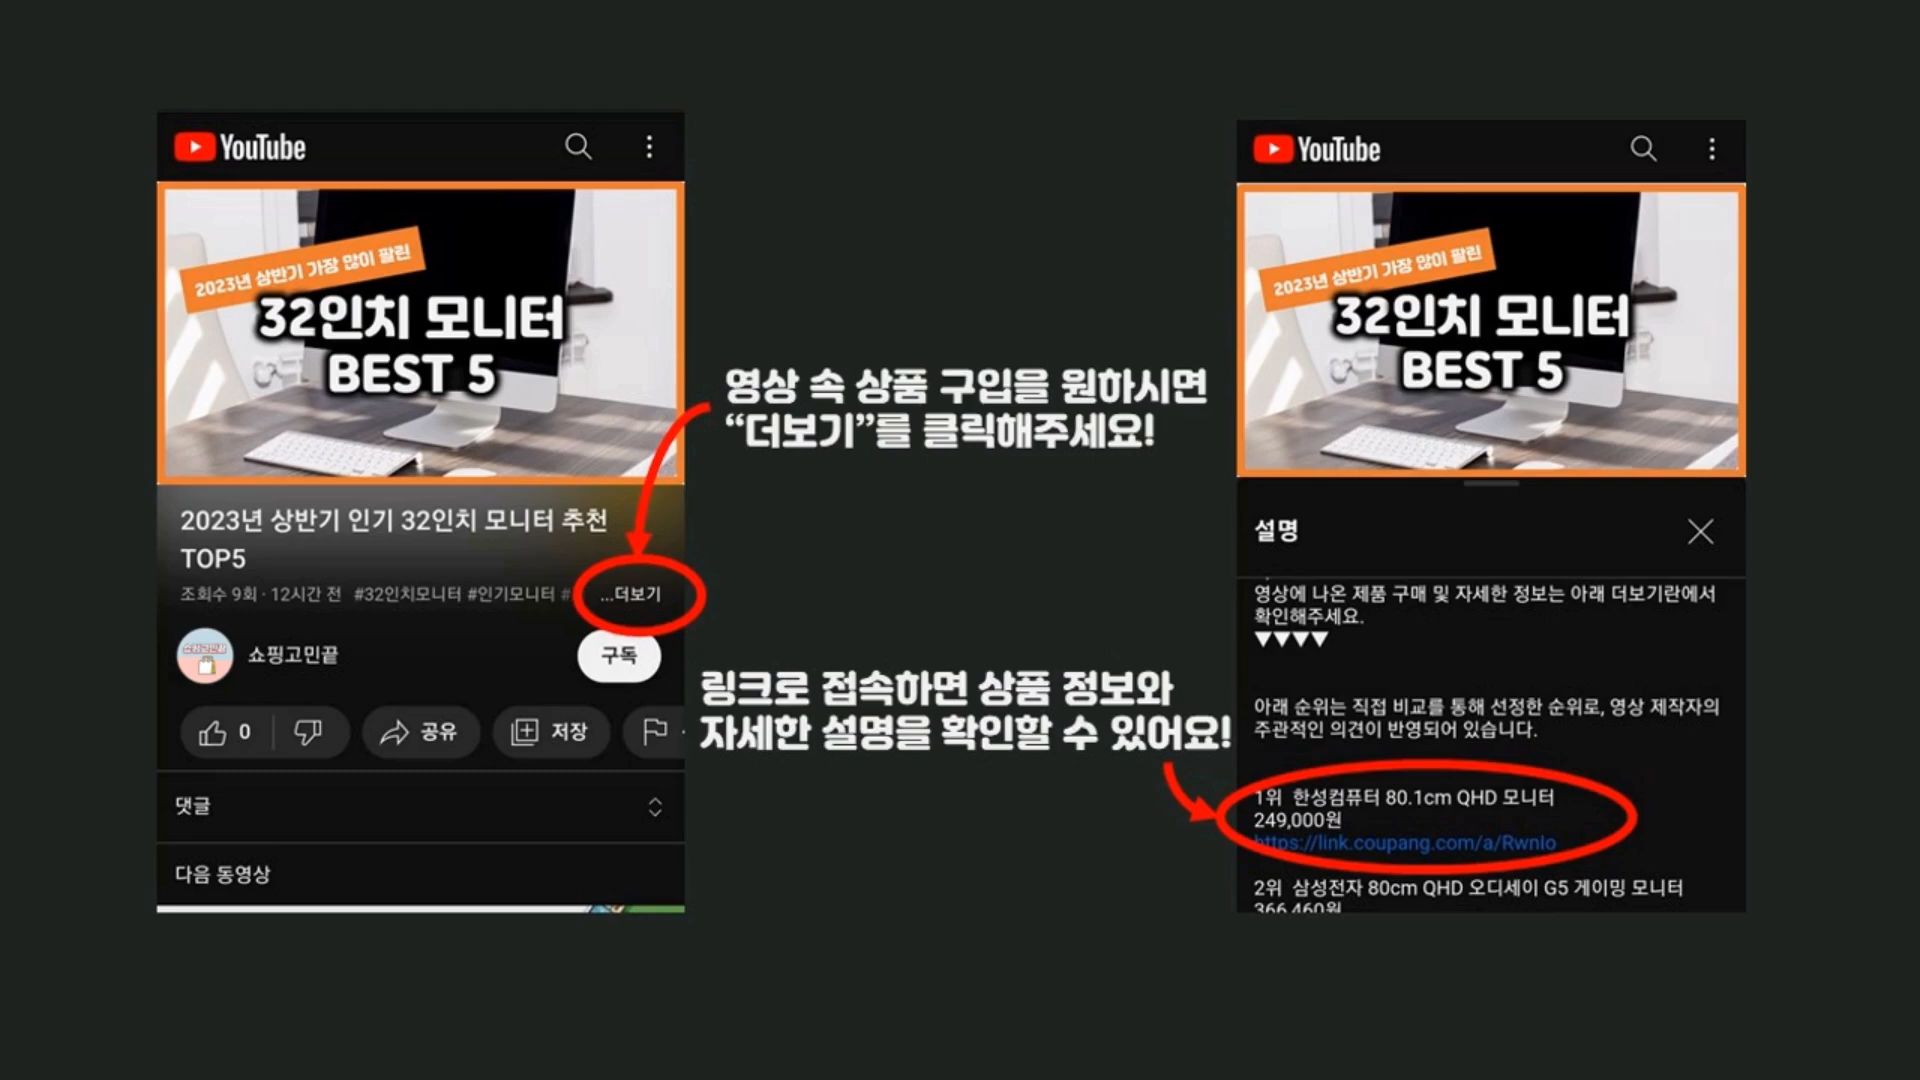 YouTube
2023년 상반기 가장 많이 팔린
32인치 모니터
BEST 5
2023년 상반기 인기 32인치 모니터 추천
TOP5
조회수 9회 · 12시간 전 #32인치모니터 #인기모니터 #
...더보기
쇼핑고민끝
쇼핑고민끝
구독
0
공유
저장
댓글
다음 동영상
영상 속 상품 구입을 원하시면
“더보기”를 클릭해주세요!
링크로 접속하면 상품 정보와
자세한 설명을 확인할 수 있어요!
YouTube
2023년 상반기 가장 많이 팔린
32인치 모니터
BEST 5
설명
영상에 나온 제품 구매 및 자세한 정보는 아래 더보기란에서
확인해주세요.
▼▼▼▼
아래 순위는 직접 비교를 통해 선정한 순위로, 영상 제작자의
주관적인 의견이 반영되어 있습니다.
1위 한성컴퓨터 80.1cm QHD 모니터
249,000원
https://link.coupang.com/a/RwnIo
2위 삼성전자 80cm QHD 오디세이 G5 게이밍 모니터
366,460원